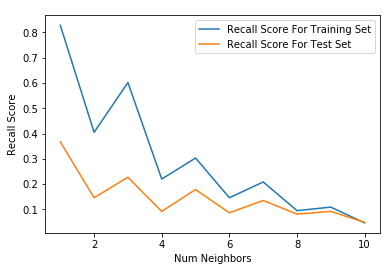 Recall Score For Training Set
Recall Score For Test Set
0.8
0.7
0.6
0.5
0.4
0.3
0.2
0.1
Recall Score
2 4 6 8 10
Num Neighbors